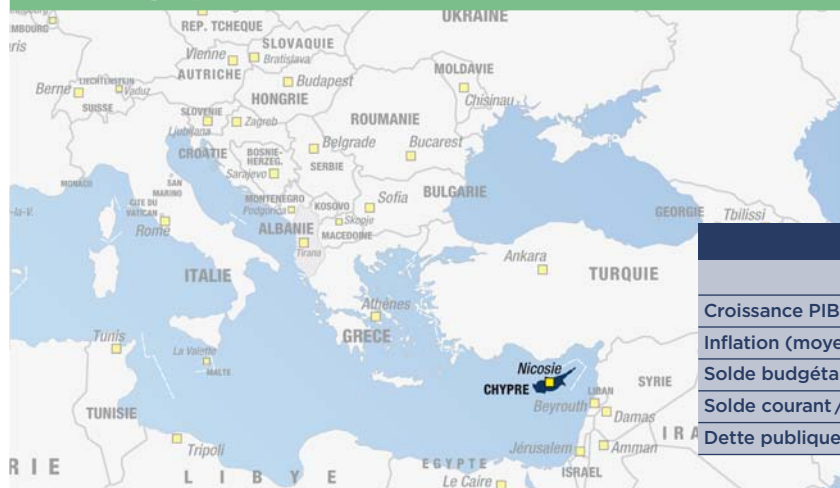 UKRAINE
REP. TCHEQUE
SLOVAQUIE
Vienne
Bratislava
AUTRICHE
MOLDAVIE
LIECHTENSTEIN
Vaduz
Berne
SUISSE
Budapest
HONGRIE
Chisinau
SLOVENIE
Ljubljana
Zagreb
ROUMANIE
CROATIE
BOSNIE-
HERZEG.
Sarajevo
Belgrade
SERBIE
Bucarest
MONACO
SAN
MARINO
CITE DU
VATICAN
Rome
MONTENEGRO
Podgorica
KOSOVO
Skopje
Sofia
BULGARIE
ALBANIE
MACEDOINE
Tirana
GEORGIE
Tbilissi
ITALIE
Ankara
TURQUIE
Athènes
GRECE
Tunis
La Valette
MALTE
Nicosie
CHYPRE
LIBAN
Beyrouth
SYRIE
Damas
TUNISIE
Tripoli
Jérusalem
Amman
ISRAEL
EGYPTE
Le Caire
LIBYE
RIE
IRA
Croissance PIB
Inflation (moye
Solde budgéta
Solde courant/
Dette publique